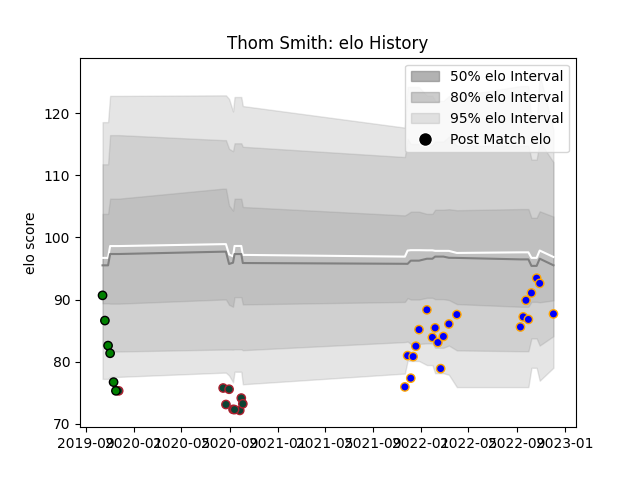 Thom Smith: elo History
50% elo Interval
80% elo Interval
95% elo Interval
Post Match elo
elo score
120
110
100
90
80
70
2019-09 2020-01 2020-05 2020-09 2021-01 2021-05 2021-09 2022-01 2022-05 2022-09 2023-01